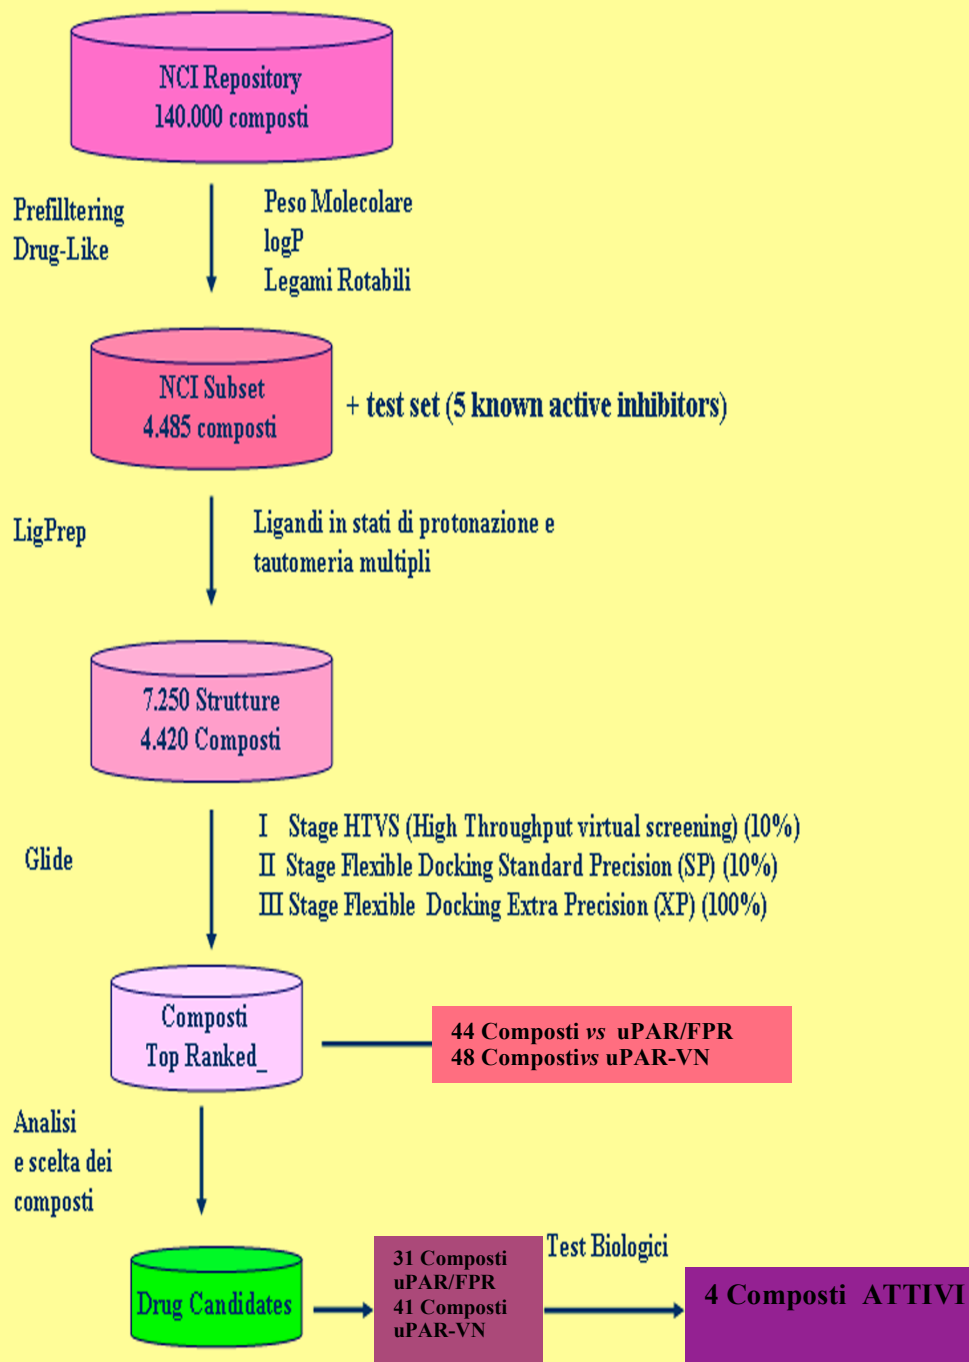 NCI Repository
140.000 composti
Prefilltering
Drug-Like
Peso Molecolare
logP
Legami Rotabili
NCI Subset
4.485 composti
+ test set (5 known active inhibitors)
LigPrep
Ligandi in stati di protonazione e
tautomeria multipli
7.250 Strutture
4.420 Composti
Glide
I Stage HTVS (High Throughput virtual screening) (10%)
II Stage Flexible Docking Standard Precision (SP) (10%)
III Stage Flexible Docking Extra Precision (XP) (100%)
Composti
Top Ranked_
44 Composti vs uPAR/FPR
48 Compostivs uPAR-VN
Analisi
e scelta dei
composti
Drug Candidates
31 Composti
uPAR/FPR
41 Composti
uPAR-VN
Test Biologici
4 Composti ATTIVI